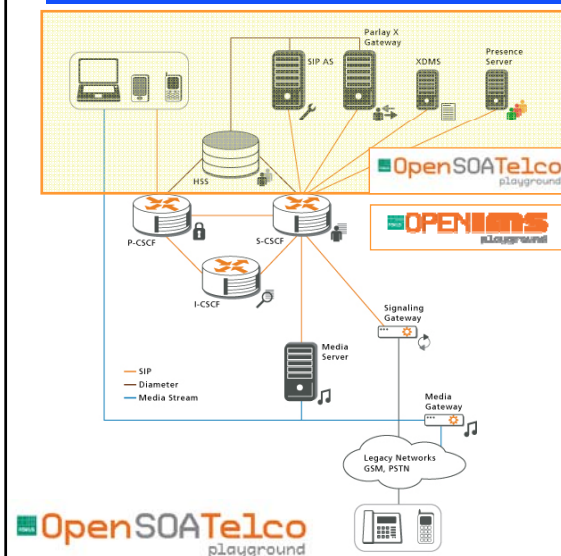 Parlay X
Gateway
SIP AS
XDMS
Presence
Server
HSS
OpenSOATelco
playground
P-CSCF
S-CSCF
OPENIMS
playground
I-CSCF
Signaling
Gateway
Media
Server
SIP
Diameter
Media Stream
Media
Gateway
Legacy Networks
GSM, PSTN
FOKUS
OpenSOATelco
playground